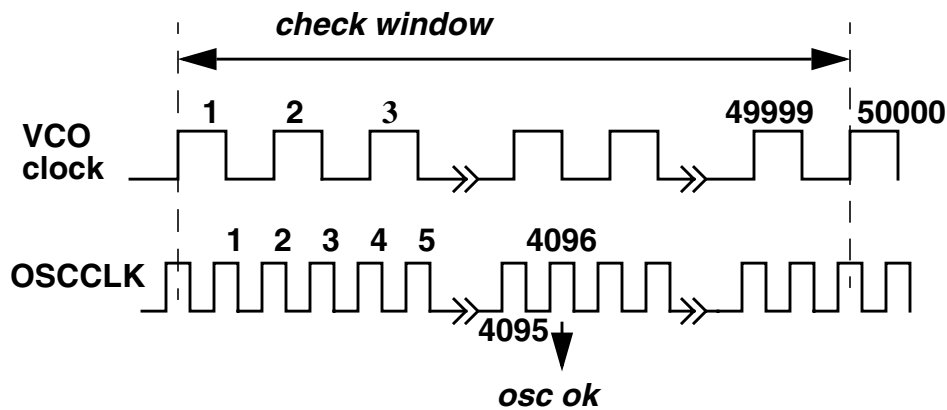 check window
1 2 3 49999 50000
VCO
clock
1 2 3 4 5 4096
OSCCLK
4095
osc ok